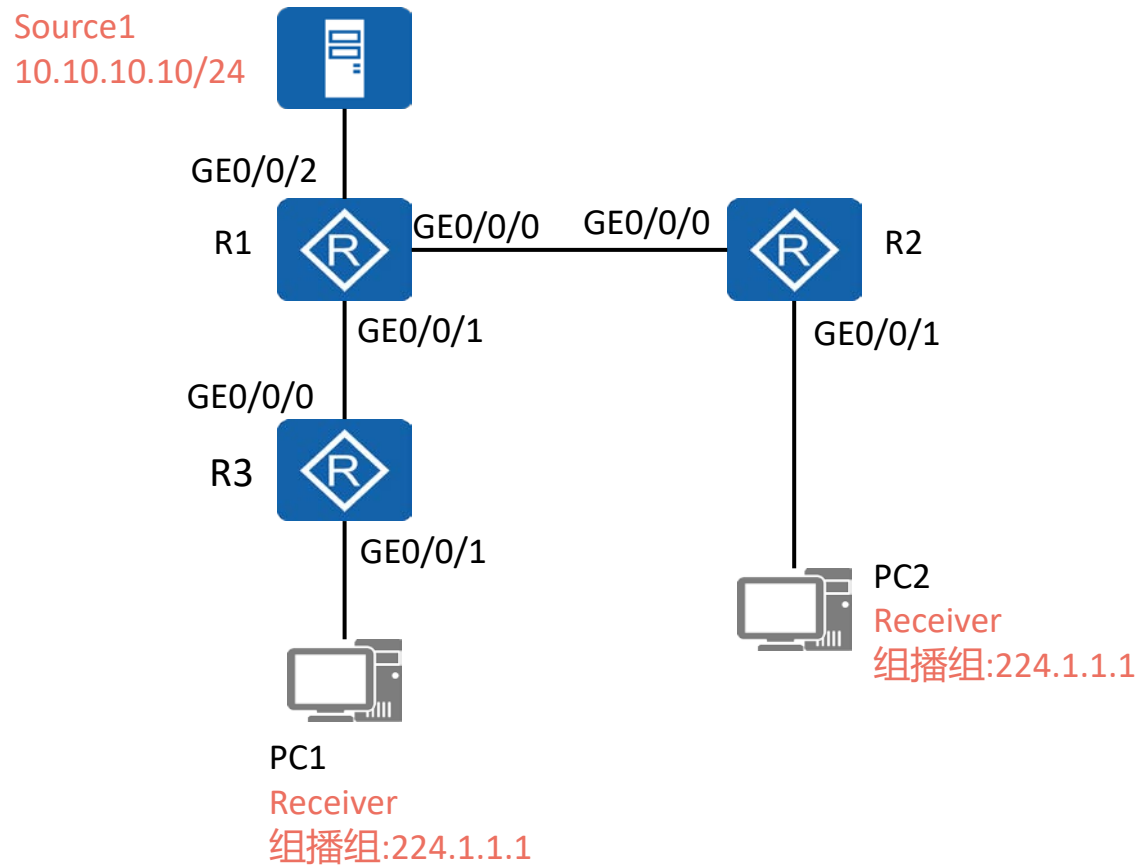 Source1
10.10.10.10/24
GE0/0/2
R1
R
GE0/0/0
GE0/0/0
R
R2
GE0/0/1
GE0/0/1
GE0/0/0
R3
R
GE0/0/1
PC2
Receiver
组播组:224.1.1.1
PC1
Receiver
组播组:224.1.1.1